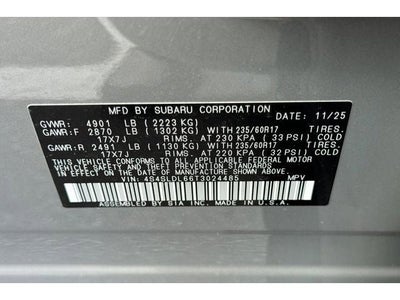 MFD BY SUBARU CORPORATION DATE: 11/25
GVWR: 4901 LB (2223 KG)
GAWR:F 2870 LB (1302 KG) WITH 235/60R17 TIRES.
17X7J RIMS. AT 230 KPA (33 PSI) COLD
GAWR:R 2491 LB (1130 KG) WITH 235/60R17 TIRES.
17X7J RIMS. AT 220 KPA (32 PSI) COLD
THIS VEHICLE CONFORMS TO ALL APPLICABLE FEDERAL MOTOR
VEHICLE SAFETY AND THEFT PREVENTION STANDARDS IN EFFECT
ON THE DATE OF MANUFACTURE SHOWN ABOVE.
VIN: 4S4SLDL66T3024485 MPV
ASSEMBLED BY SIA INC. MADE IN U.S.A.